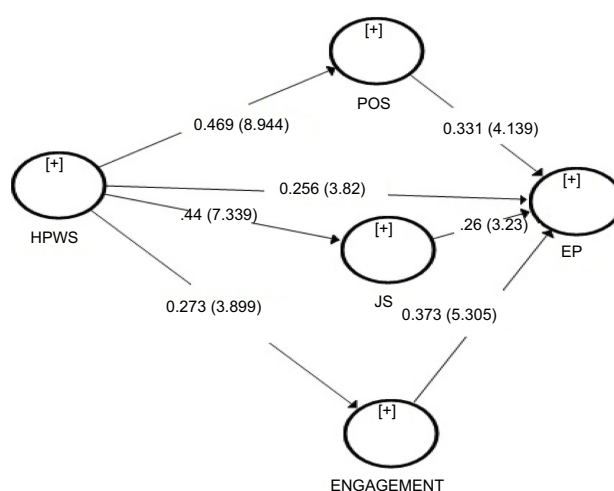 [+]
POS
0.469 (8.944)
0.331 (4.139)
[+]
HPWS
0.256 (3.82)
[+]
EP
.44 (7.339)
[+]
JS
.26 (3.23)
0.273 (3.899)
0.373 (5.305)
[+]
ENGAGEMENT